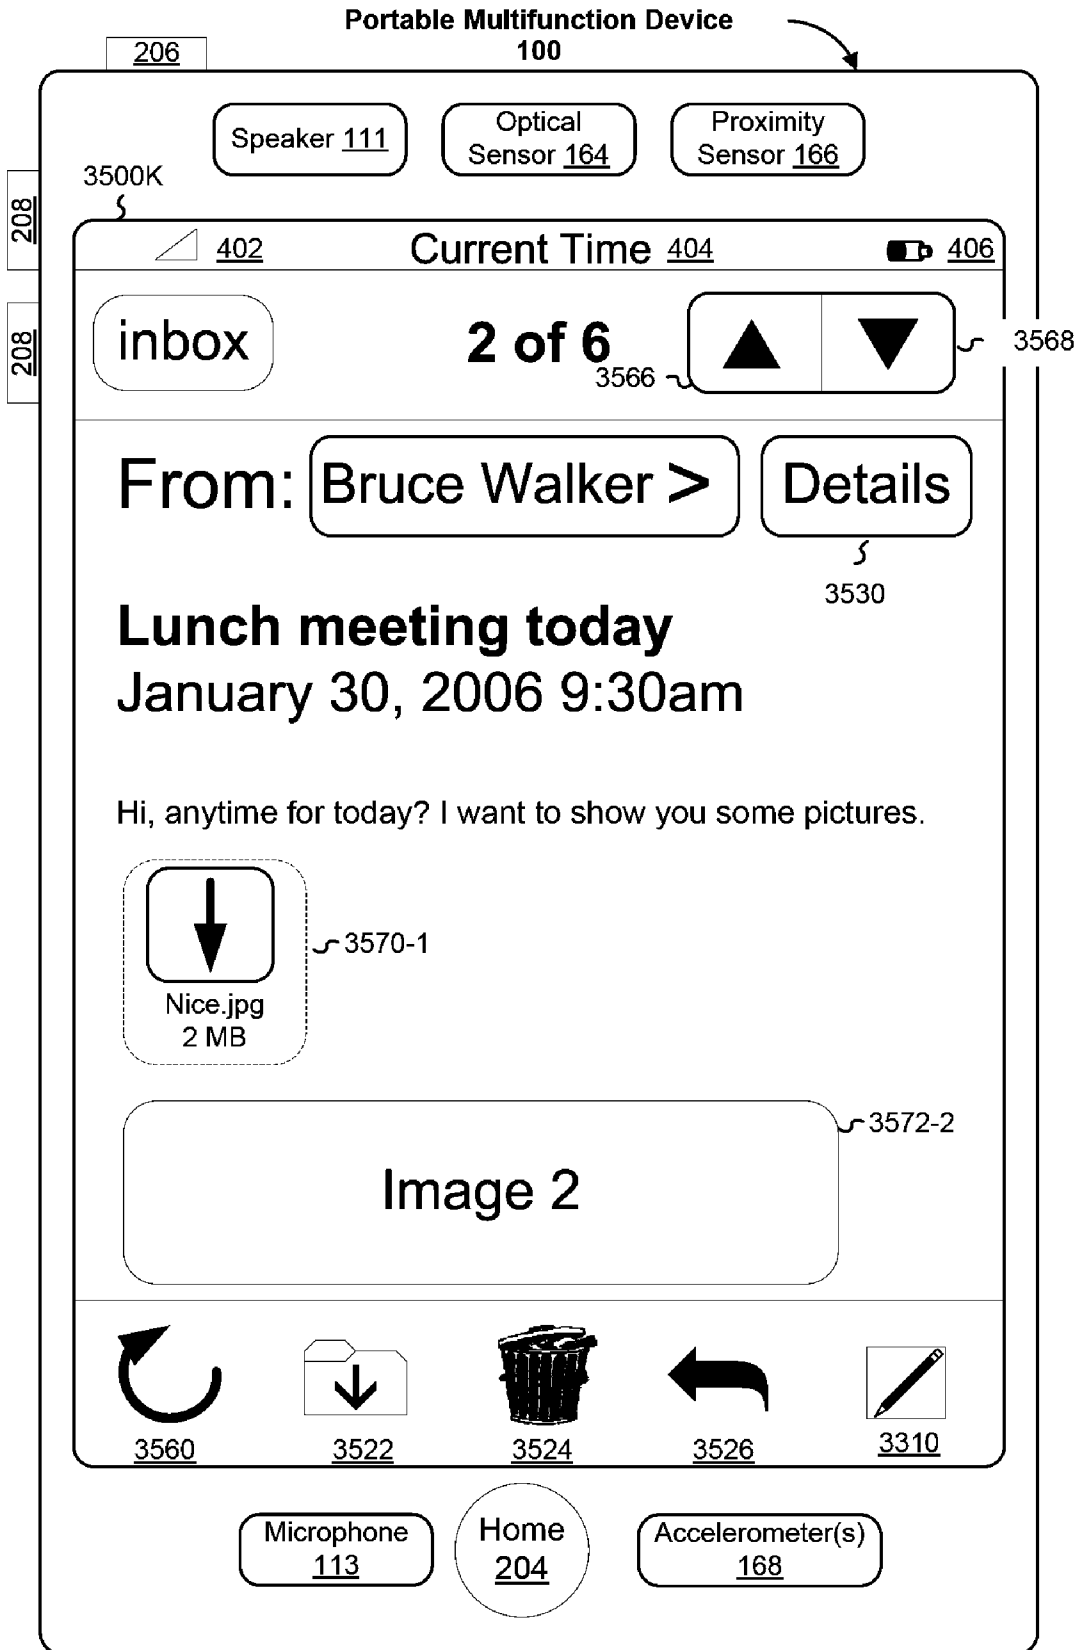 Portable Multifunction Device
100
206
Speaker 111
Optical
Sensor 164
Proximity
Sensor 166
3500K
208
402
Current Time 404
406
208
inbox
2 of 6
3566
3568
From: Bruce Walker > Details
3530
Lunch meeting today
January 30, 2006 9:30am
Hi, anytime for today? I want to show you some pictures.
3570-1
Nice.jpg
2 MB
3572-2
Image 2
3560 3522 3524 3526 3310
Microphone
113
Home
204
Accelerometer(s)
168